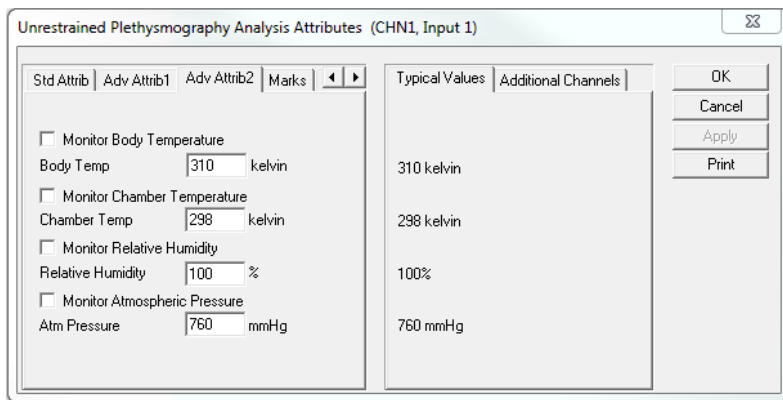 Unrestrained Plethysmography Analysis Attributes (CHN1, Input 1)
Std Attrib Adv Attrib1 Adv Attrib2 Marks
Monitor Body Temperature
Body Temp 310 kelvin
Monitor Chamber Temperature
Chamber Temp 298 kelvin
Monitor Relative Humidity
Relative Humidity 100 %
Monitor Atmospheric Pressure
Atm Pressure 760 mmHg
Typical Values Additional Channels
310 kelvin
298 kelvin
100%
760 mmHg
OK
Cancel
Apply
Print